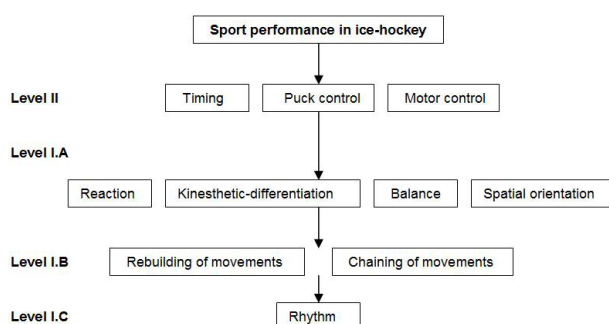 Sport performance in ice-hockey
Level II
Timing
Puck control
Motor control
Level I.A
Reaction
Kinesthetic-differentiation
Balance
Spatial orientation
Level I.B
Rebuilding of movements
Chaining of movements
Level I.C
Rhythm